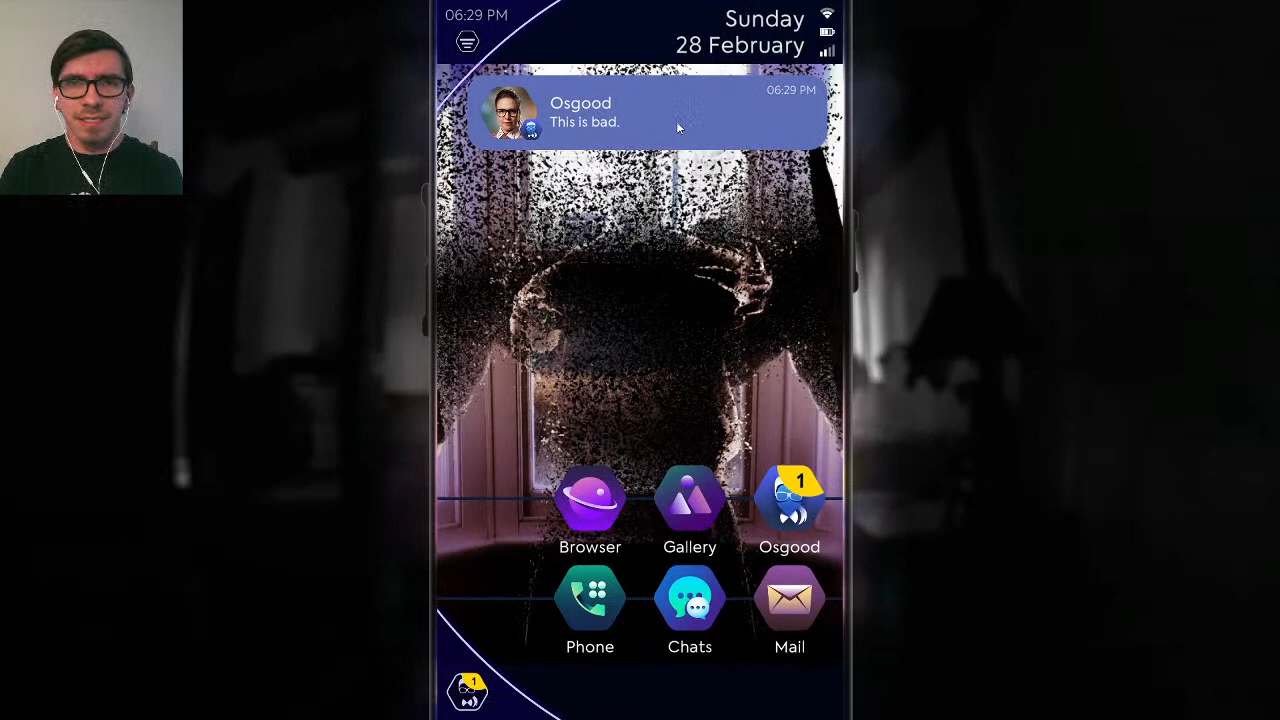 06:29 PM
Sunday
28 February
Osgood
06:29 PM
This is bad.
1
Browser
Gallery
Osgood
Phone
Chats
Mail
1